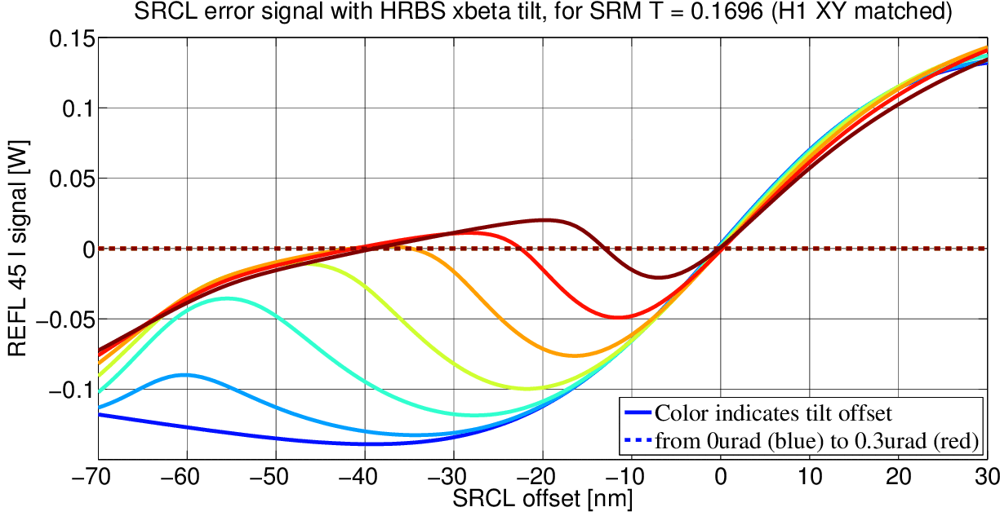 SRCL error signal with HRBS xbeta tilt, for SRM T = 0.1696 (H1 XY matched)
0.15
0.1
0.05
0
−0.05
−0.1
REFL 45 I signal [W]
Color indicates tilt offset
from 0urad (blue) to 0.3urad (red)
−70 −60 −50 −40 −30 −20 −10 0 10 20 30
SRCL offset [nm]